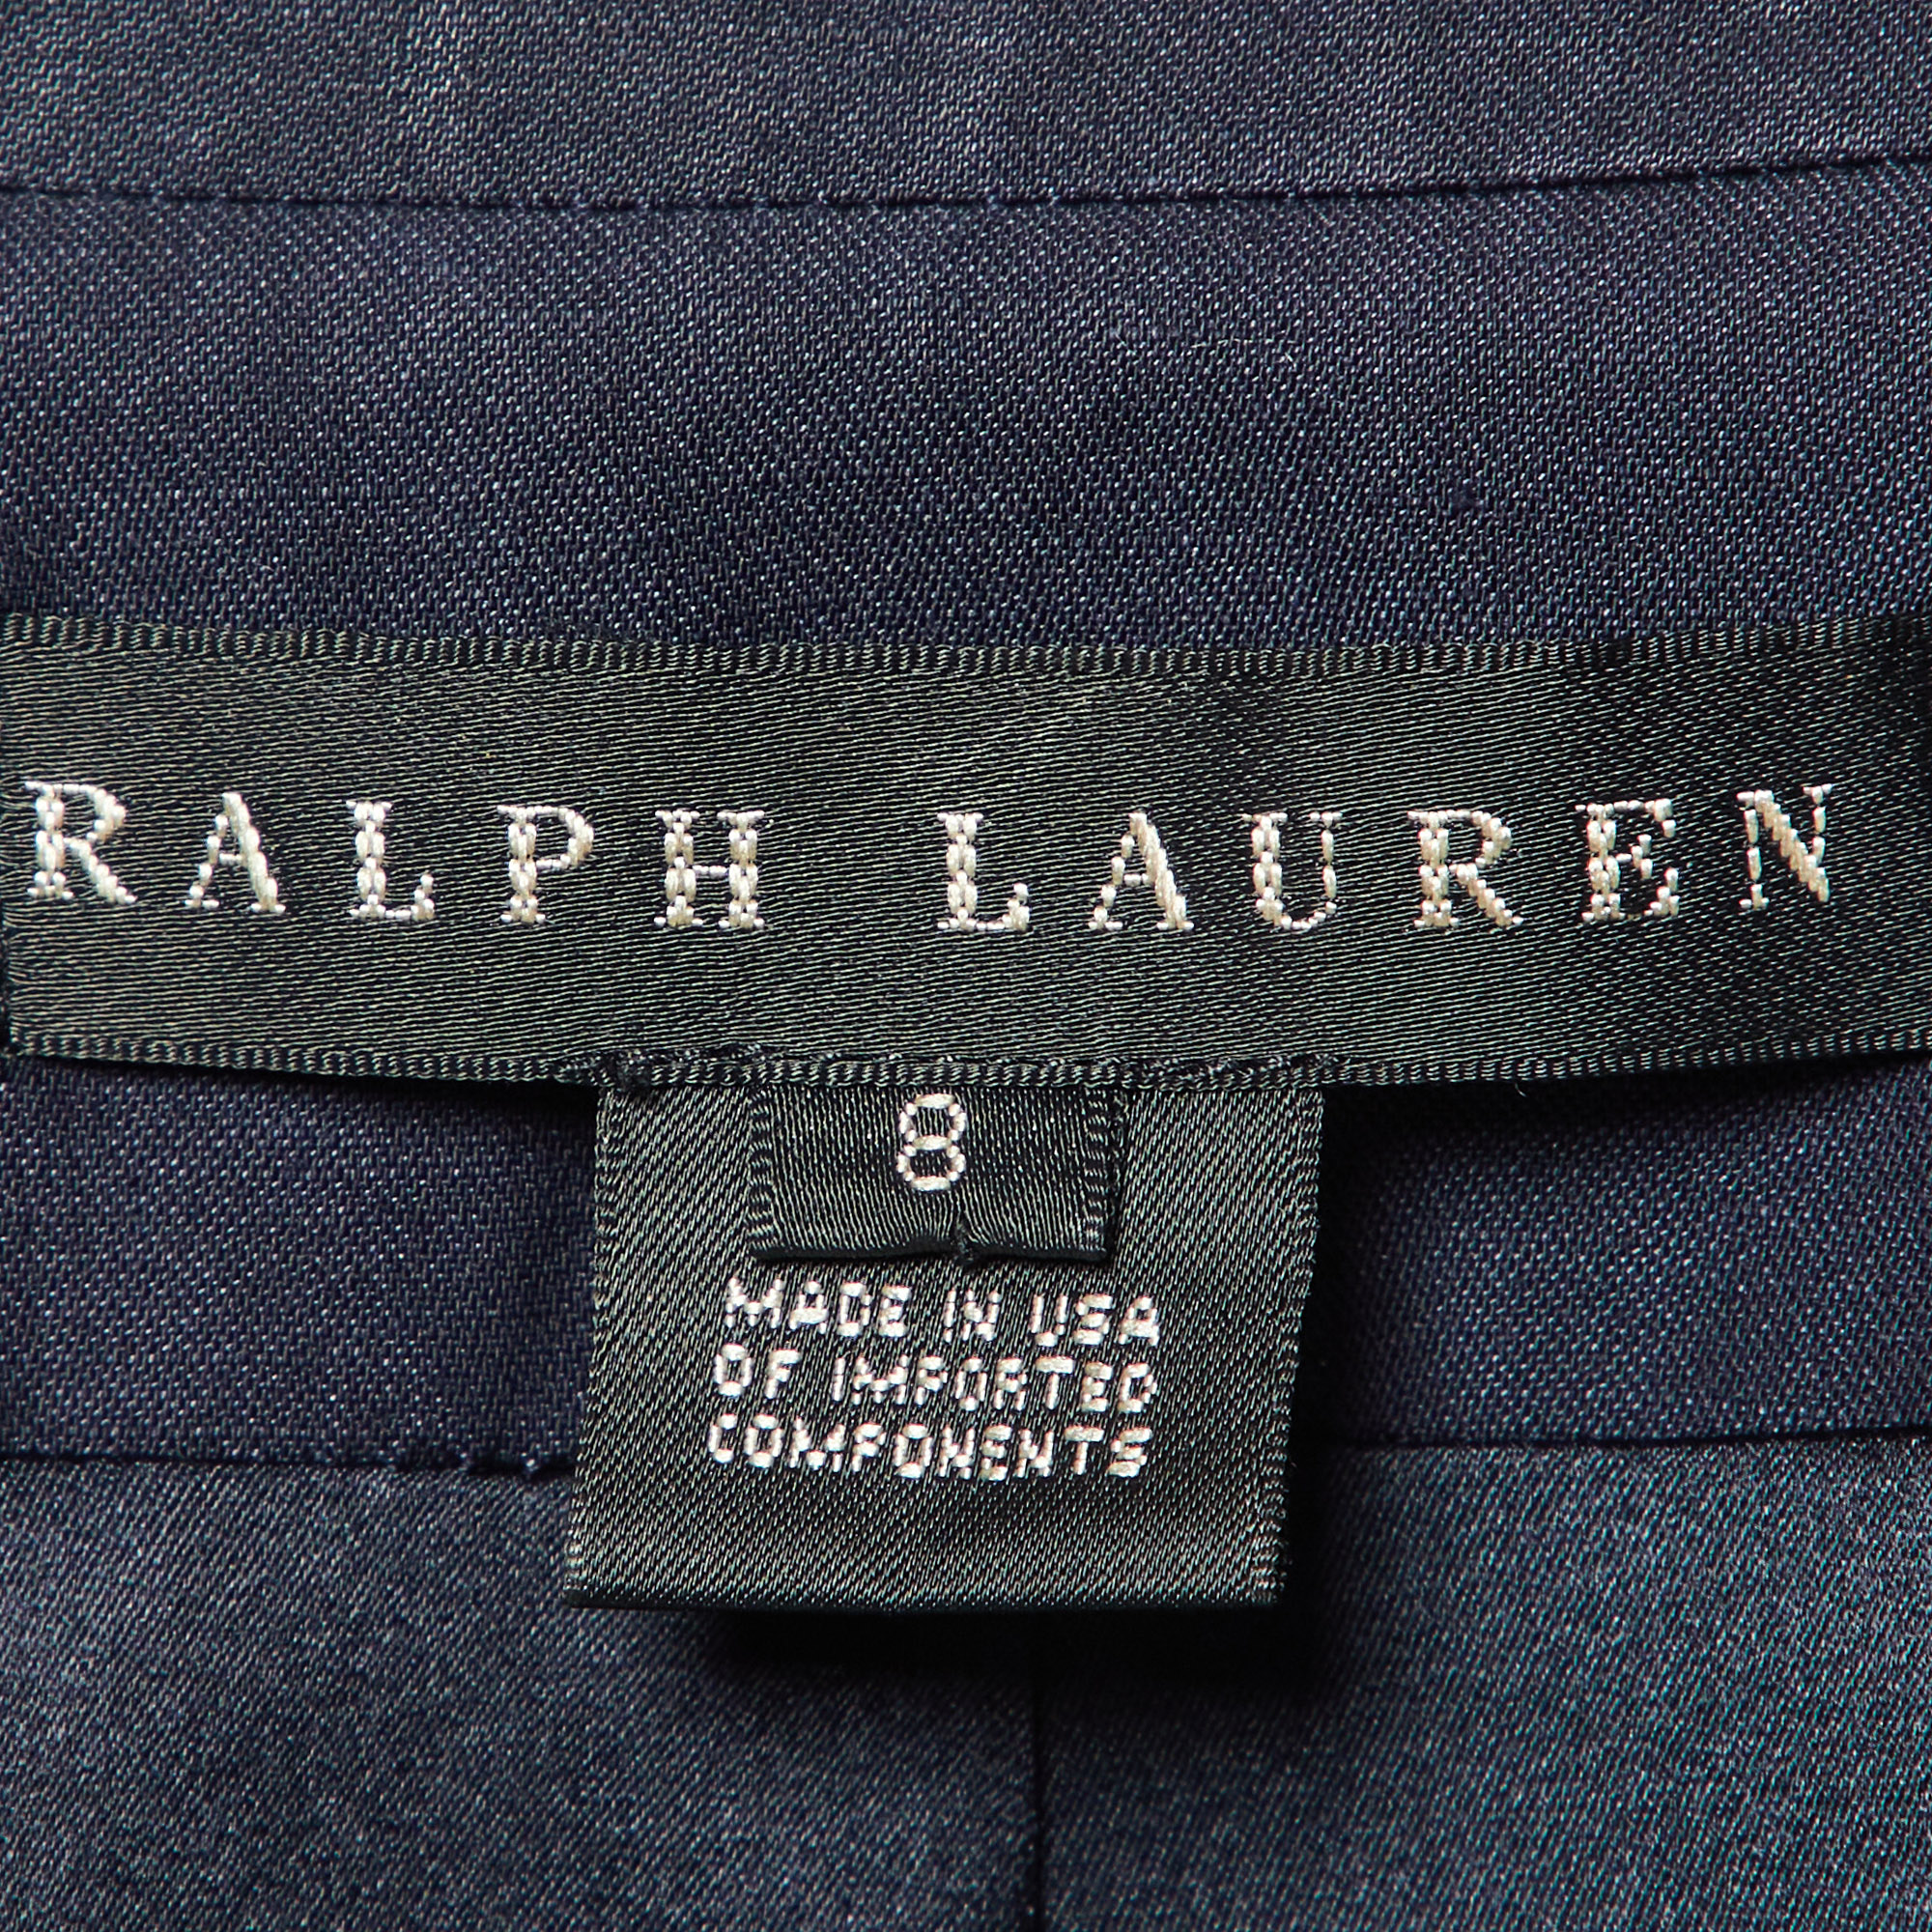 RALPH LAUREN
8
MADE IN USA
OF IMPORTED
COMPONENTS